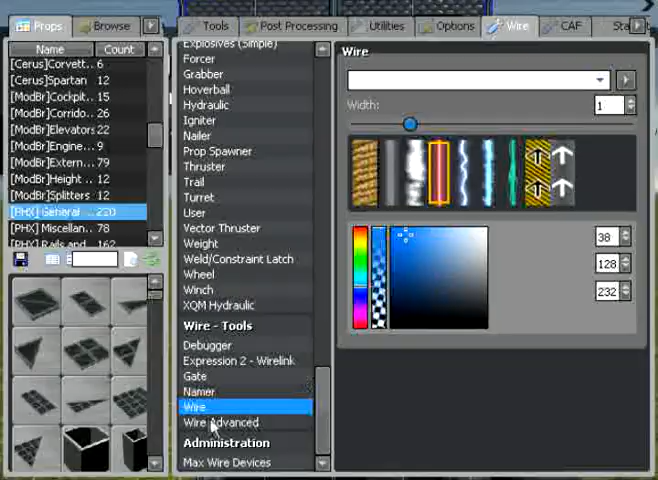 Props
Browse
Tools
Post Processing
Utilities
Options
Wire
CAF
Name
Count
[Cerus]Corvett... 6
[Cerus]Spartan 12
[ModBr]Cockpit... 15
[ModBr]Corrido... 26
[ModBr]Elevators 22
[ModBr]Engine... 9
[ModBr]Extern... 79
[ModBr]Height ... 12
[ModBr]Splitters 12
[PHX] General ... 220
[PHX] Miscellan... 78
[PHX] Rails and ... 162
Explosives (Simple)
Forcer
Grabber
Hoverball
Hydraulic
Igniter
Nailer
Prop Spawner
Thruster
Trail
Turret
User
Vector Thruster
Weight
Weld/Constraint Latch
Wheel
Winch
XQM Hydraulic
Wire - Tools
Debugger
Expression 2 - Wirelink
Gate
Namer
Wire
Wire Advanced
Administration
Max Wire Devices
Wire
Width:
1
38
128
232